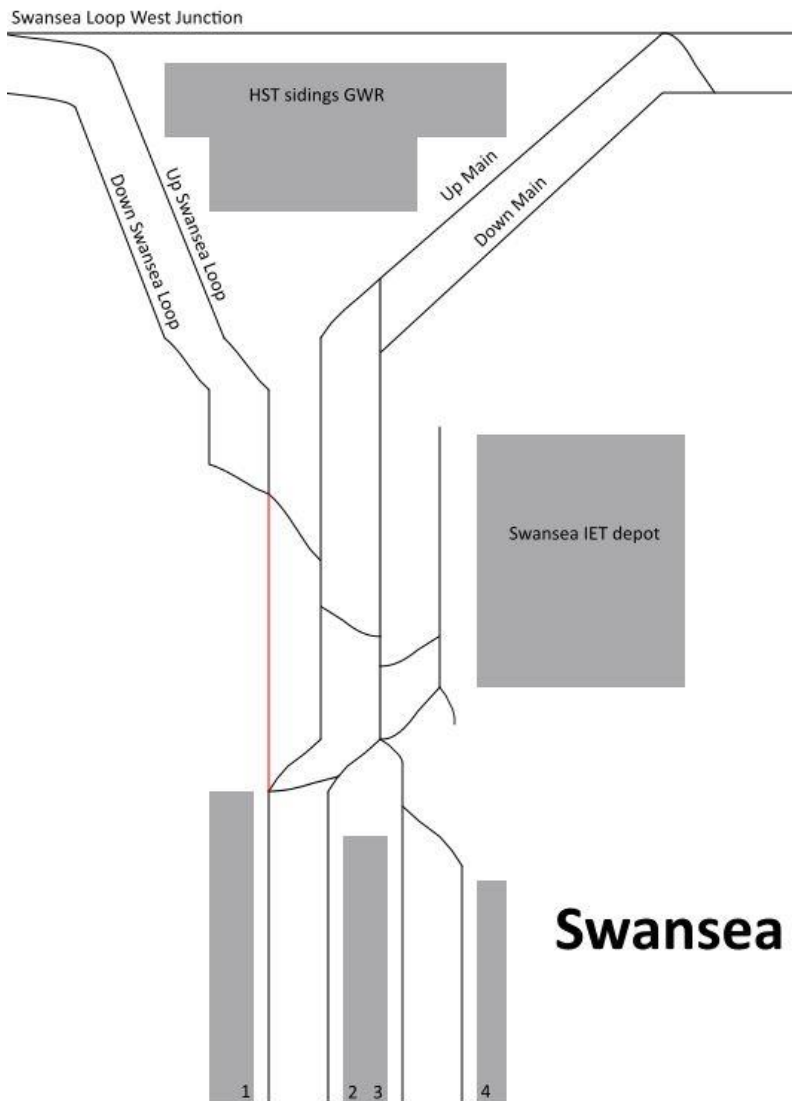 Swansea Loop West Junction
HST sidings GWR
Up Main
Down Main
Up Swansea Loop
Down Swansea Loop
Swansea IET depot
Swansea
1
2
3
4